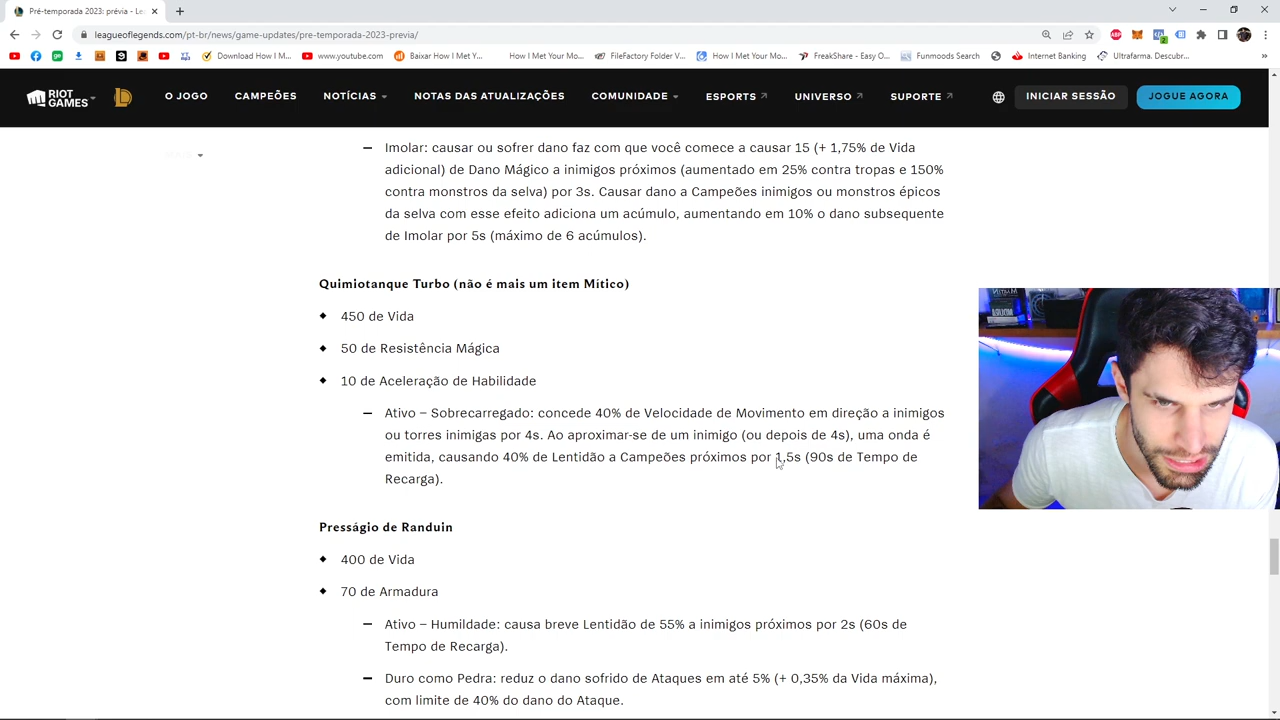 Pré-temporada 2023: prévia - Le
leagueoflegends.com/pt-br/news/game-updates/pre-temporada-2023-previa/
Download How I M...
www.youtube.com
Baixar How I Met Y...
How I Met Your Mo...
FileFactory Folder V...
How I Met Your Mo...
FreakShare - Easy O...
Funmoods Search
Internet Banking
Ultrafarma. Descubr...
»
RIOT GAMES
O JOGO
CAMPEÕES
NOTÍCIAS
NOTAS DAS ATUALIZAÇÕES
COMUNIDADE
ESPORTS
UNIVERSO
SUPORTE
INICIAR SESSÃO
JOGUE AGORA
– Imolar: causar ou sofrer dano faz com que você comece a causar 15 (+ 1,75% de Vida
adicional) de Dano Mágico a inimigos próximos (aumentado em 25% contra tropas e 150%
contra monstros da selva) por 3s. Causar dano a Campeões inimigos ou monstros épicos
da selva com esse efeito adiciona um acúmulo, aumentando em 10% o dano subsequente
de Imolar por 5s (máximo de 6 acúmulos).
Quimiotanque Turbo (não é mais um item Mítico)
450 de Vida
50 de Resistência Mágica
10 de Aceleração de Habilidade
– Ativo – Sobrecarregado: concede 40% de Velocidade de Movimento em direção a inimigos
ou torres inimigas por 4s. Ao aproximar-se de um inimigo (ou depois de 4s), uma onda é
emitida, causando 40% de Lentidão a Campeões próximos por 1,5s (90s de Tempo de
Recarga).
Presságio de Randuin
400 de Vida
70 de Armadura
– Ativo – Humildade: causa breve Lentidão de 55% a inimigos próximos por 2s (60s de
Tempo de Recarga).
– Duro como Pedra: reduz o dano sofrido de Ataques em até 5% (+ 0,35% da Vida máxima),
com limite de 40% do dano do Ataque.